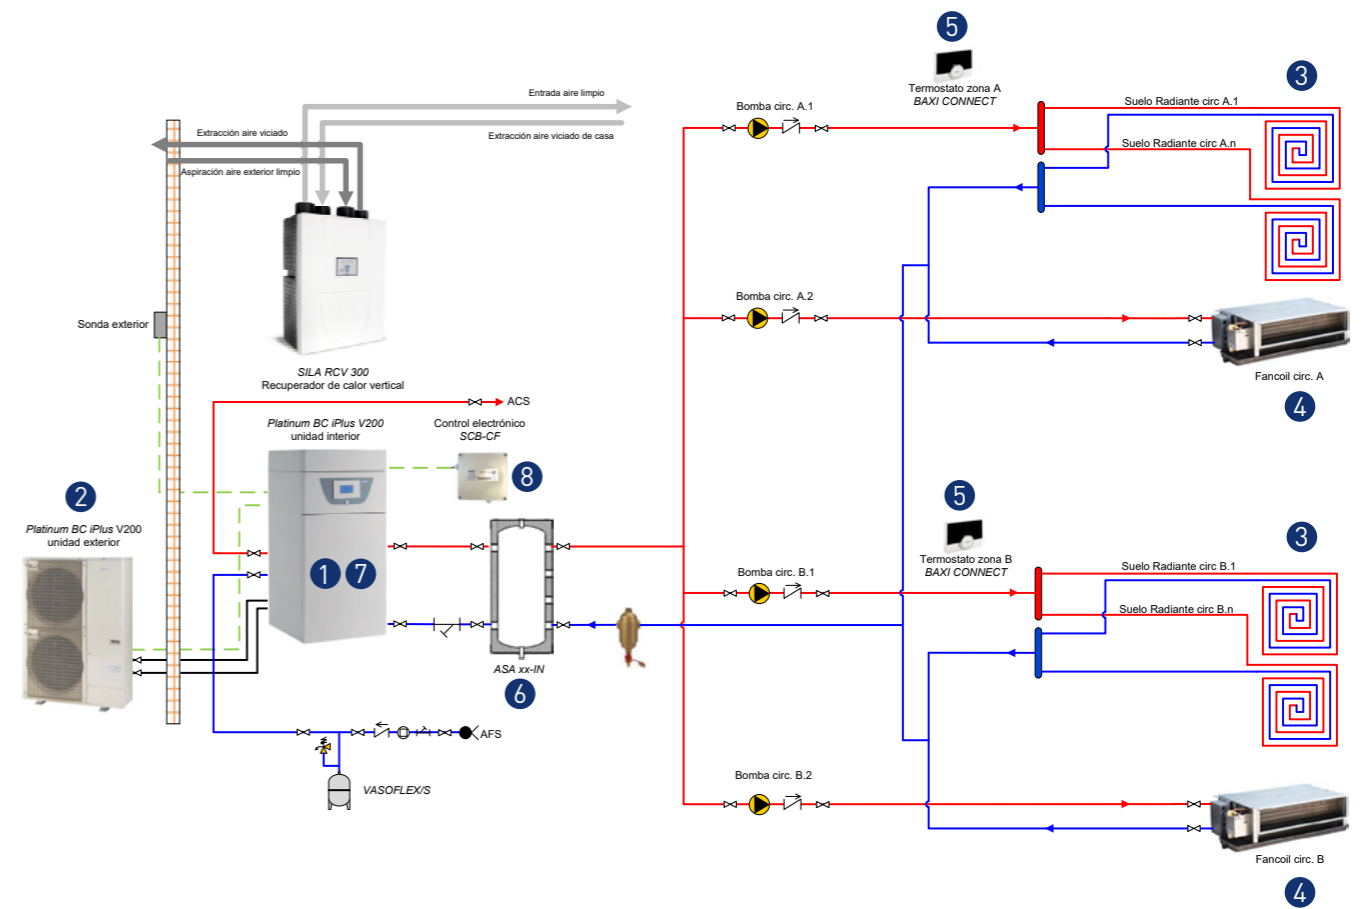 5
Termostato zona A
BAXI CONNECT
3
Entrada aire limpio
Extracción aire viciado
Extracción aire viciado de casa
Aspiración aire exterior limpio
Bomba circ. A.1
Suelo Radiante circ A.1
Suelo Radiante circ A.n
Sonda exterior
Bomba circ. A.2
SILA RCV 300
Recuperador de calor vertical
Fancoil circ. A
4
ACS
Platinum BC iPlus V200
unidad interior
Control electrónico
SCB-CF
8
2
Platinum BC iPlus V200
unidad exterior
1 7
5
Termostato zona B
BAXI CONNECT
3
Bomba circ. B.1
Suelo Radiante circ B.1
Suelo Radiante circ B.n
ASA xx-IN
6
AFS
VASOFLEX/S
Bomba circ. B.2
Fancoil circ. B
4